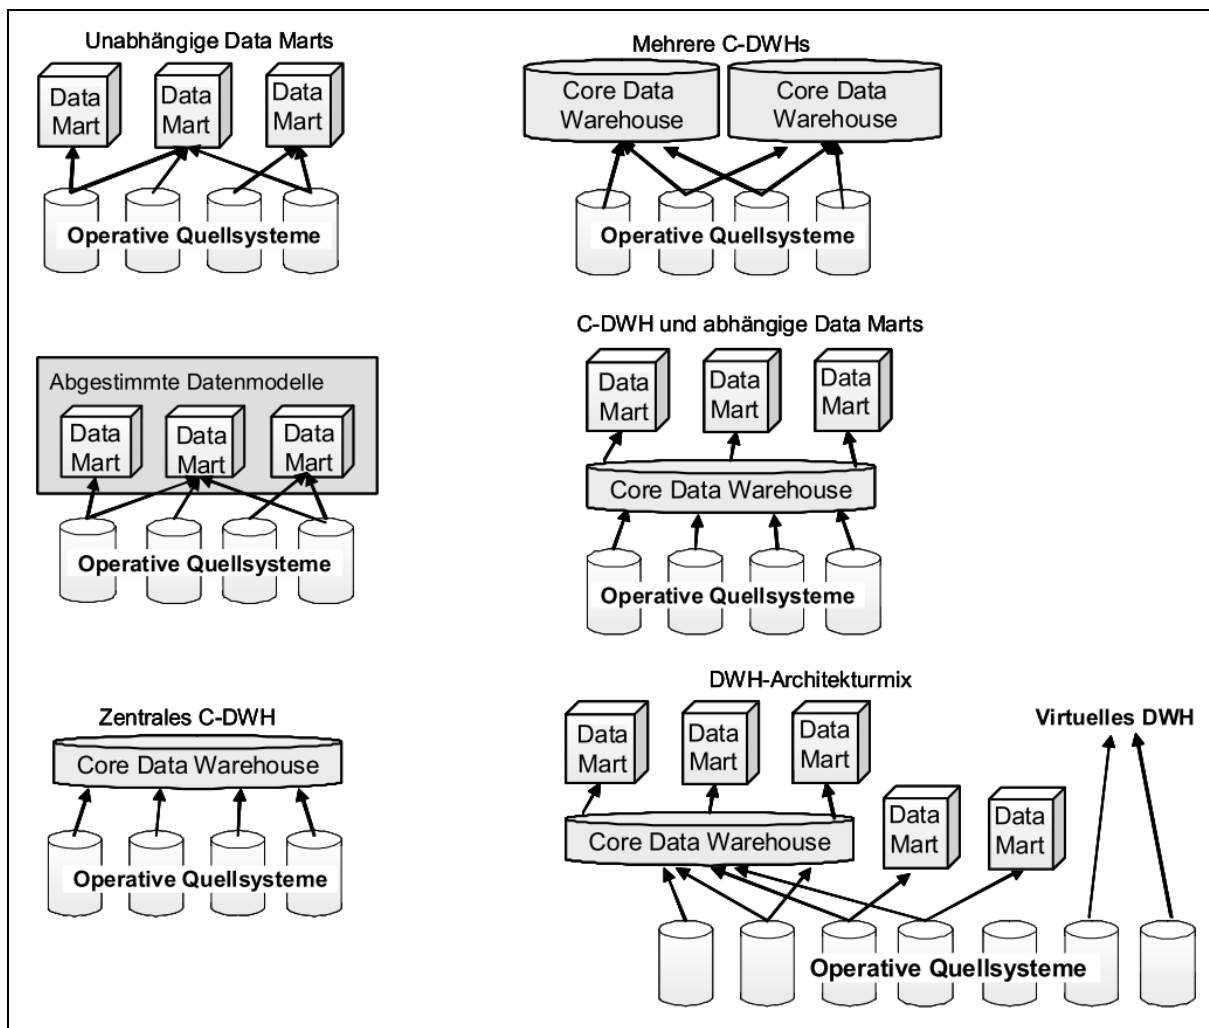 Unabhängige Data Marts
Data
Mart
Data
Mart
Data
Mart
Operative Quellsysteme
Mehrere C-DWHs
Core Data
Warehouse
Core Data
Warehouse
Operative Quellsysteme
Abgestimmte Datenmodelle
Data
Mart
Data
Mart
Data
Mart
Operative Quellsysteme
C-DWH und abhängige Data Marts
Data
Mart
Data
Mart
Data
Mart
Core Data Warehouse
Operative Quellsysteme
Zentrales C-DWH
Core Data Warehouse
Operative Quellsysteme
DWH-Architekturmix
Data
Mart
Data
Mart
Data
Mart
Virtuelles DWH
Core Data Warehouse
Data
Mart
Data
Mart
Operative Quellsysteme